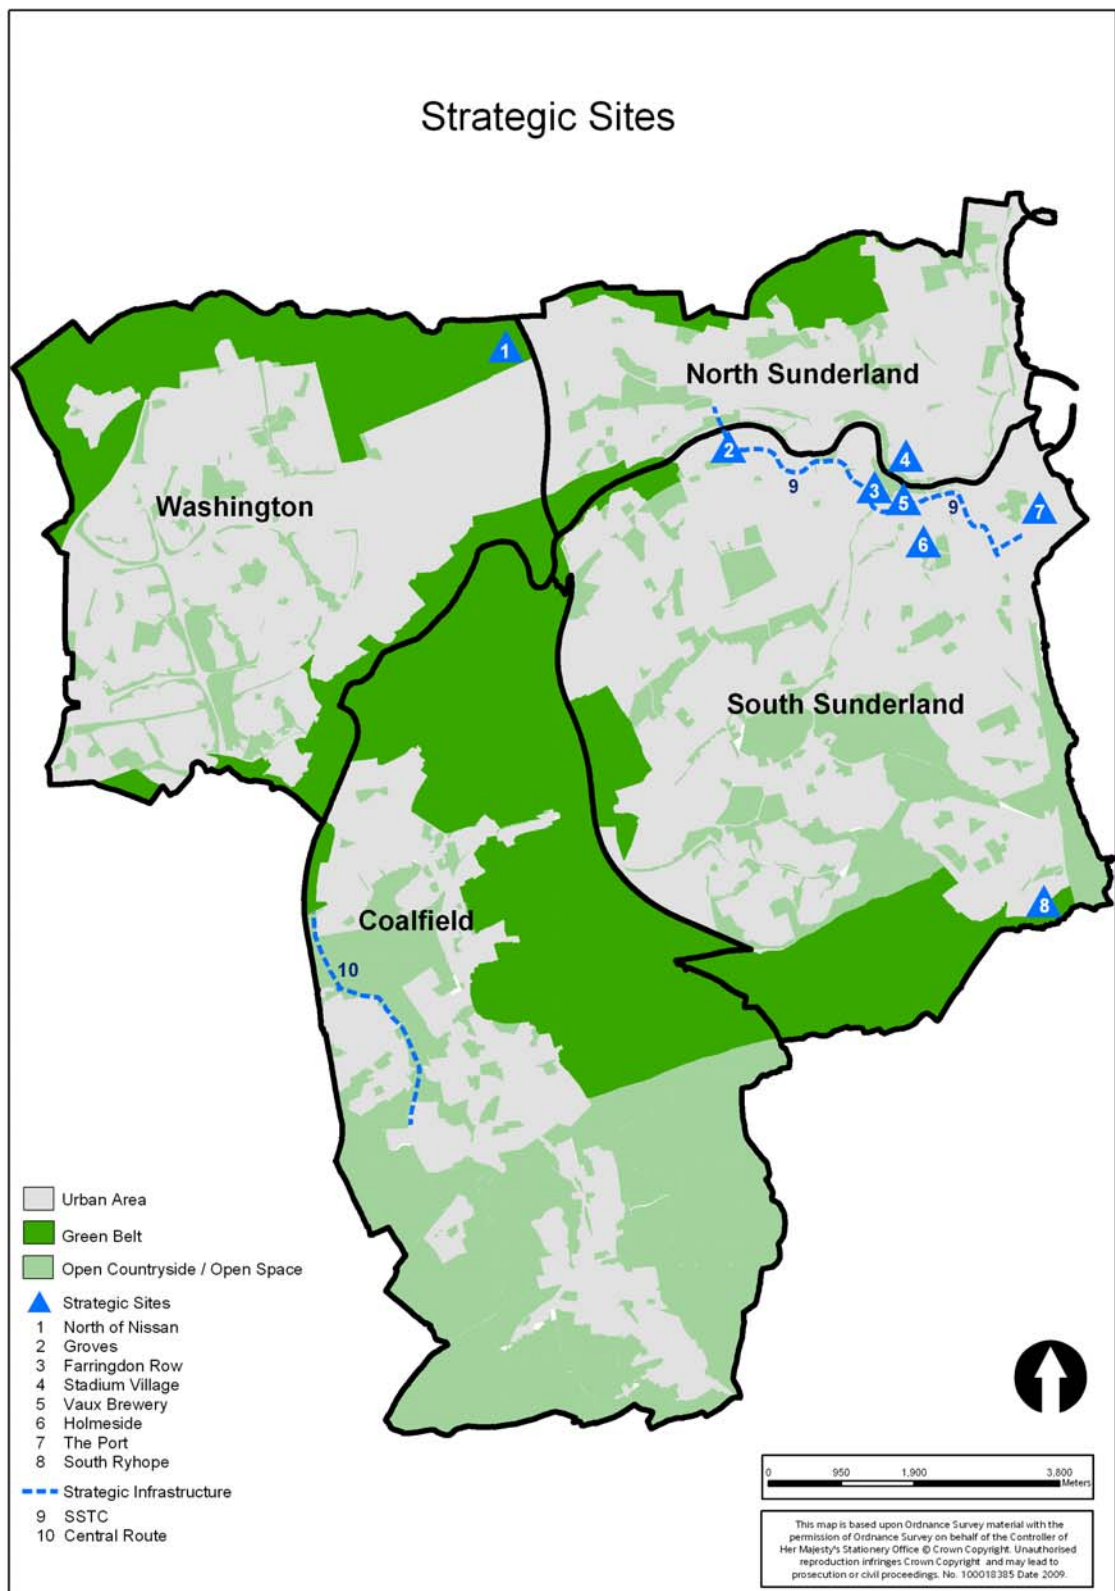 Strategic Sites
1
North Sunderland
2
4
9
3
5
9
7
Washington
6
South Sunderland
8
Coalfield
10
Urban Area
Green Belt
Open Countryside / Open Space
Strategic Sites
1 North of Nissan
2 Groves
3 Farringdon Row
4 Stadium Village
5 Vaux Brewery
6 Holmeside
7 The Port
8 South Ryhope
Strategic Infrastructure
9 SSTC
10 Central Route
0 950 1,900 3,800
Meters
This map is based upon Ordnance Survey material with the
permission of Ordnance Survey on behalf of the Controller of
Her Majesty's Stationery Office © Crown Copyright. Unauthorised
reproduction infringes Crown Copyright and may lead to
prosecution or civil proceedings. No. 100018385 Date 2009.